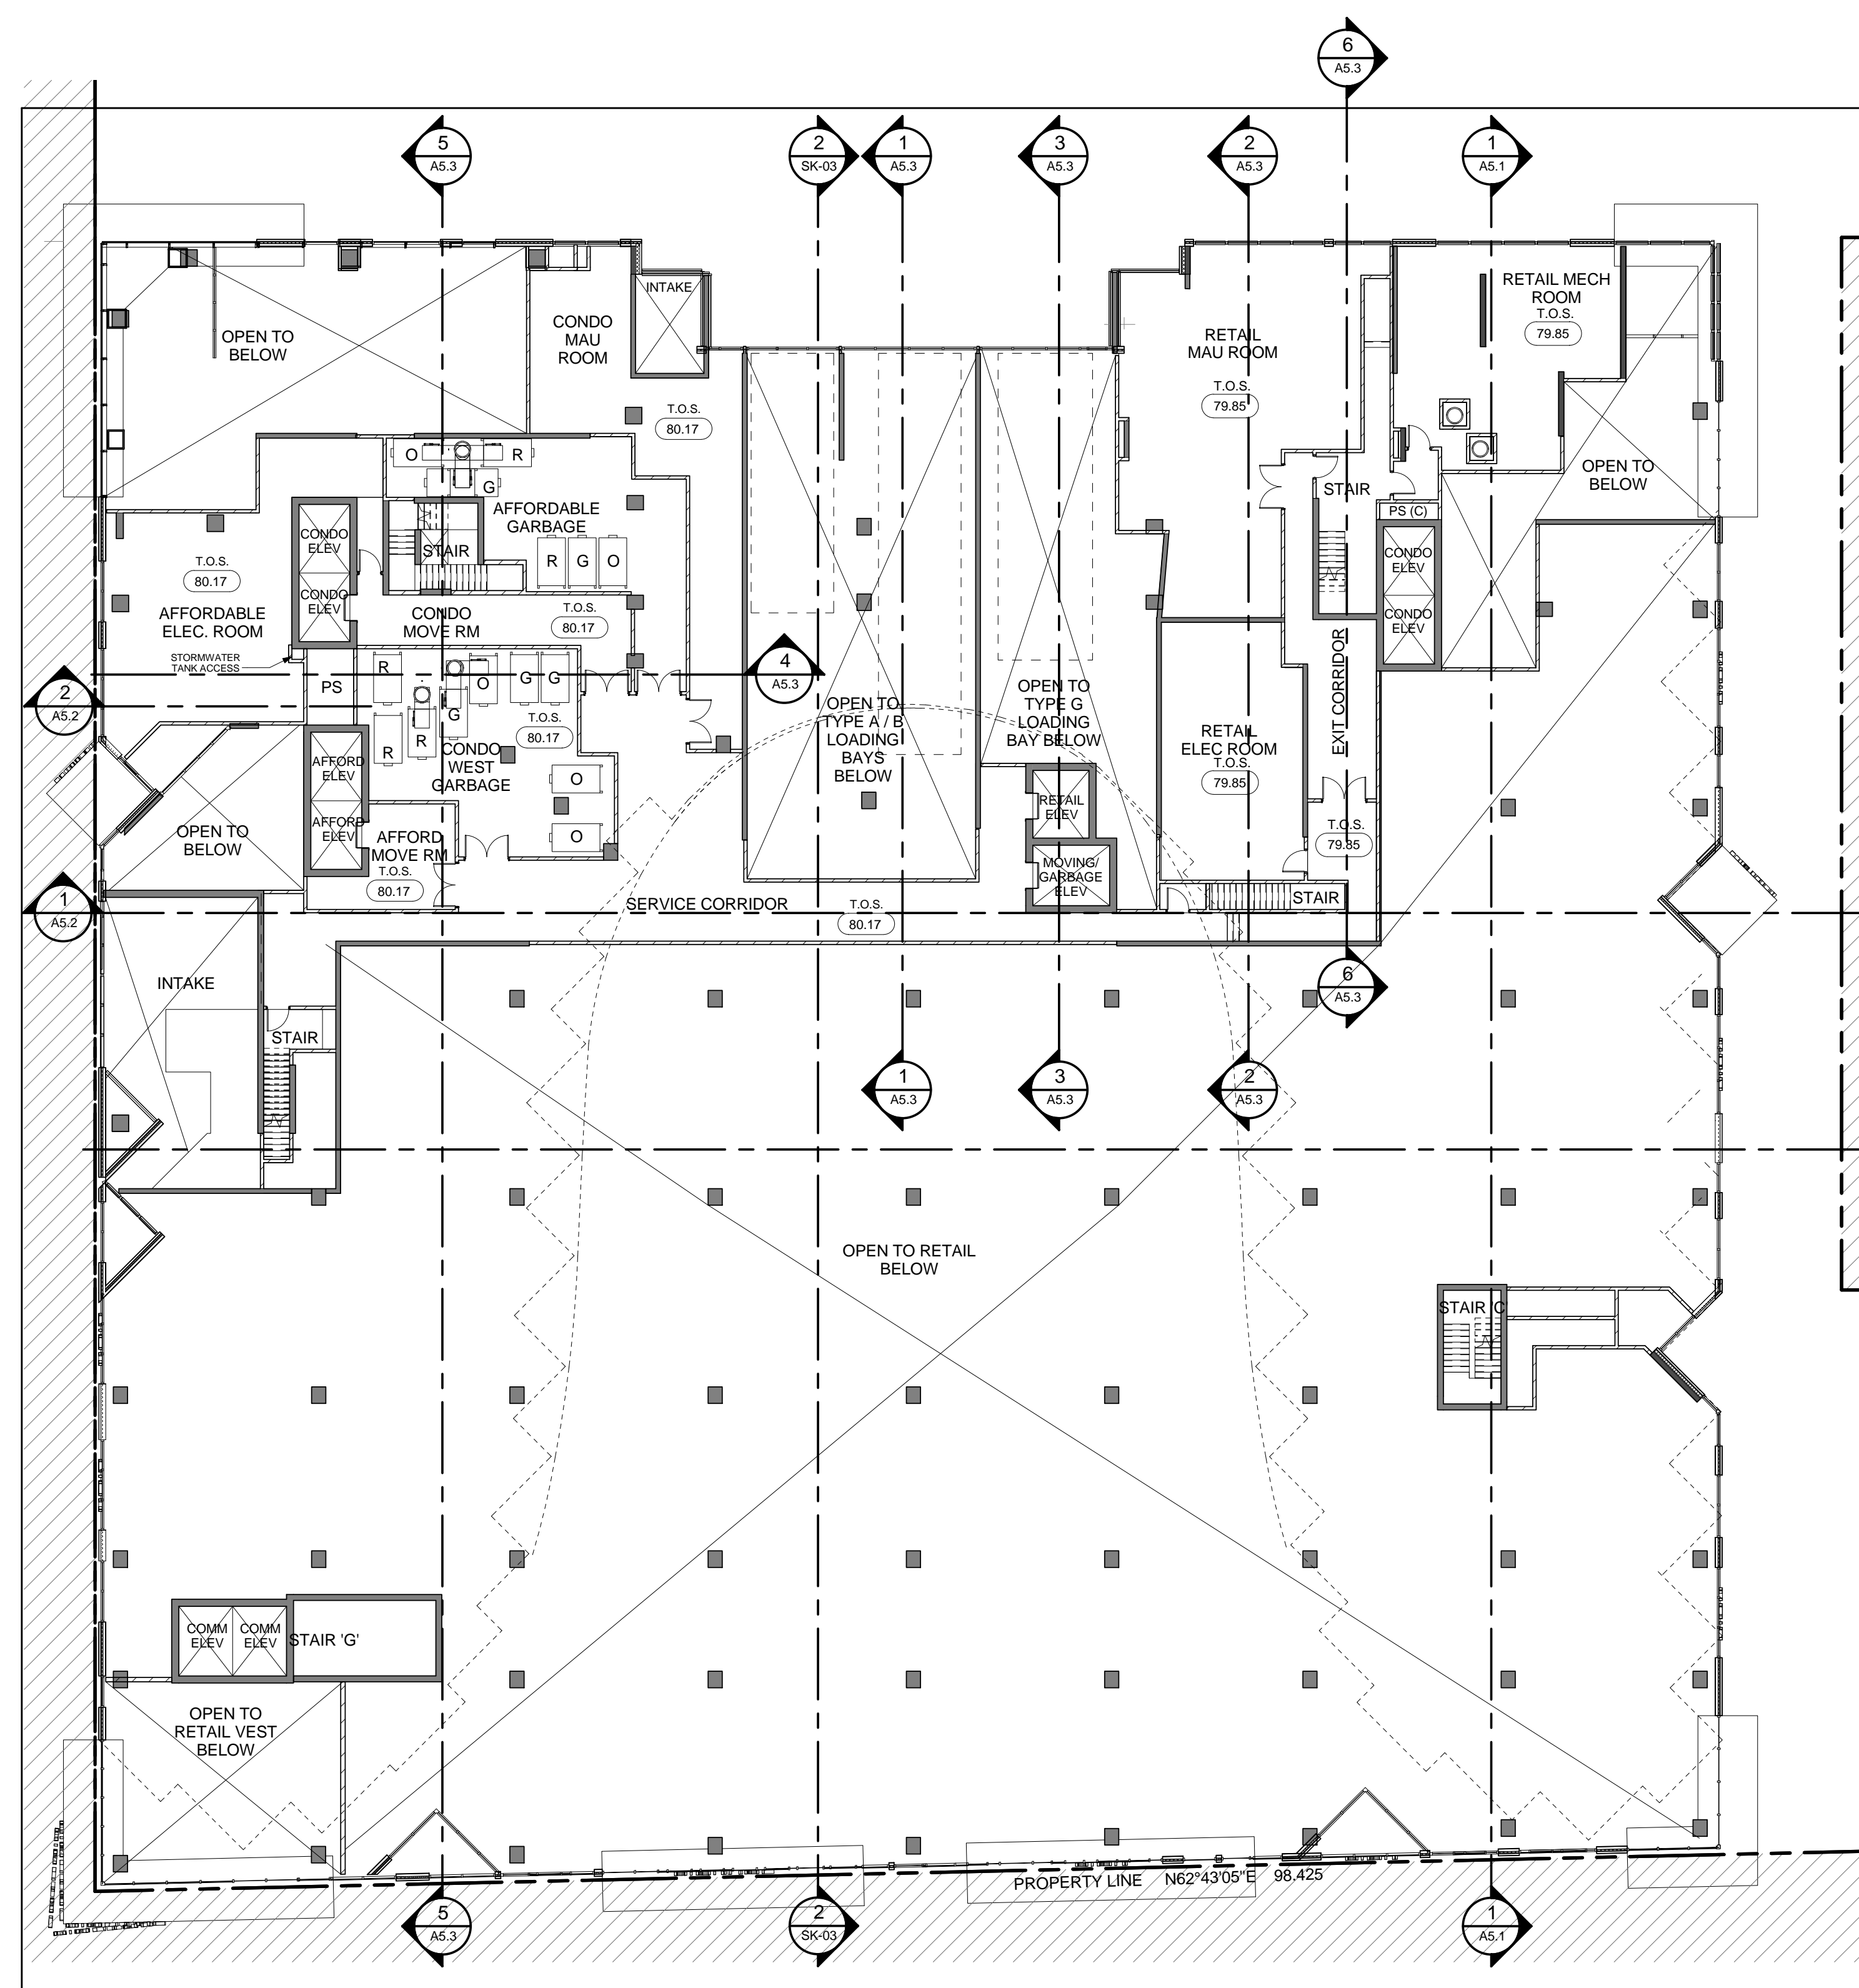 6
A5.3
5
A5.3
2
SK-03
1
A5.3
3
A5.3
2
A5.3
1
A5.1
INTAKE
RETAIL MECH
ROOM
T.O.S.
79.85
OPEN TO
BELOW
CONDO
MAU
ROOM
RETAIL
MAU ROOM
T.O.S.
79.85
T.O.S.
80.17
O
R
G
AFFORDABLE
GARBAGE
OPEN TO
BELOW
STAIR
PS (C)
CONDO
ELEV
STAIR
R
G
O
CONDO
ELEV
T.O.S.
80.17
CONDO
ELEV
CONDO
ELEV
AFFORDABLE
ELEC. ROOM
CONDO
MOVE RM
T.O.S.
80.17
STORMWATER
TANK ACCESS
EXIT CORRIDOR
4
A5.3
2
A5.2
PS
R
O
G
G
G
R
R
OPEN TO
TYPE A / B
LOADING
BAYS
BELOW
OPEN TO
TYPE G
LOADING
BAY BELOW
T.O.S.
80.17
CONDO
WEST
GARBAGE
RETAIL
ELEC ROOM
T.O.S.
79.85
AFFORD
ELEV
O
RETAIL
ELEV
OPEN TO
BELOW
AFFORD
ELEV
AFFORD
MOVE RM
T.O.S.
80.17
O
T.O.S.
79.85
MOVING/
GARBAGE
ELEV
STAIR
1
A5.2
SERVICE CORRIDOR
T.O.S.
80.17
INTAKE
6
A5.3
STAIR
1
A5.3
3
A5.3
2
A5.3
OPEN TO RETAIL
BELOW
STAIR 'C'
COMM
ELEV
COMM
ELEV
STAIR 'G'
OPEN TO
RETAIL VEST
BELOW
PROPERTY LINE N62°43'05"E 98.425
5
A5.3
2
SK-03
1
A5.1